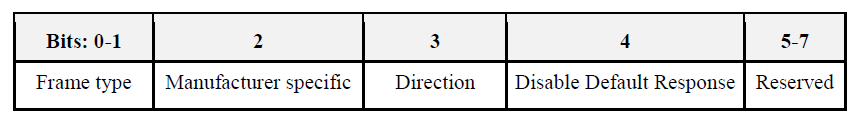 Bits: 0-1 2 3 4 5-7
Frame type Manufacturer specific Direction Disable Default Response Reserved